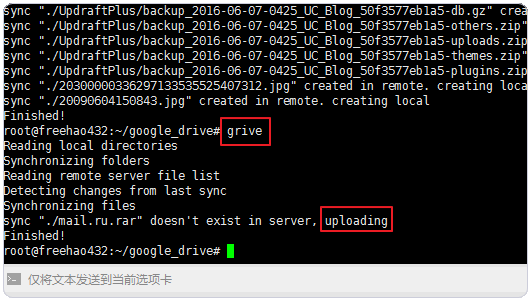 sync "./UpdraftPlus/backup_2016-06-07-0425_UC_Blog_50f3577eb1a5-db.gz" crea
sync "./UpdraftPlus/backup_2016-06-07-0425_UC_Blog_50f3577eb1a5-others.zip"
sync "./UpdraftPlus/backup_2016-06-07-0425_UC_Blog_50f3577eb1a5-uploads.zip
sync "./UpdraftPlus/backup_2016-06-07-0425_UC_Blog_50f3577eb1a5-themes.zip"
sync "./UpdraftPlus/backup_2016-06-07-0425_UC_Blog_50f3577eb1a5-plugins.zip
sync "./20300000336297133535525407312.jpg" created in remote. creating loca
sync "./20090604150843.jpg" created in remote. creating local
Finished!
root@freehao432:~/google_drive# grive
Reading local directories
Synchronizing folders
Reading remote server file list
Detecting changes from last sync
Synchronizing files
sync "./mail.ru.rar" doesn't exist in server, uploading
Finished!
root@freehao432:~/google_drive#
仅将文本发送到当前选项卡